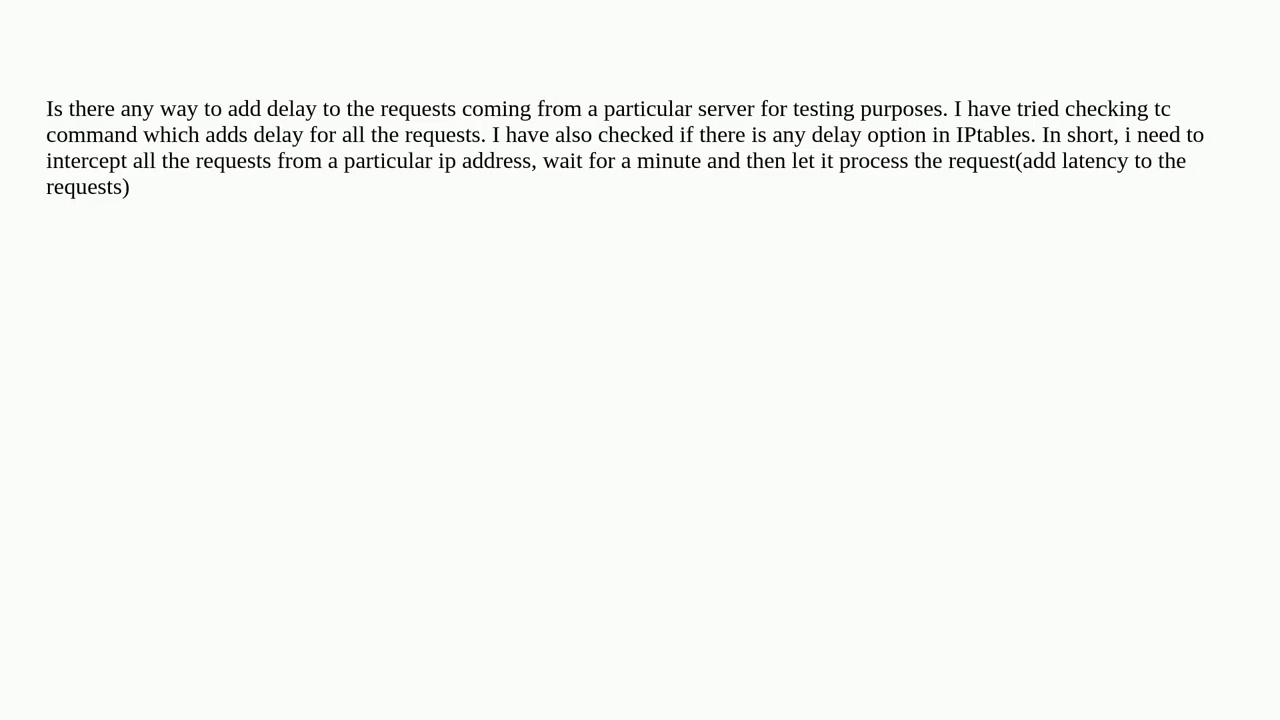 Is there any way to add delay to the requests coming from a particular server for testing purposes. I have tried checking tc
command which adds delay for all the requests. I have also checked if there is any delay option in IPtables. In short, i need to
intercept all the requests from a particular ip address, wait for a minute and then let it process the request(add latency to the
requests)